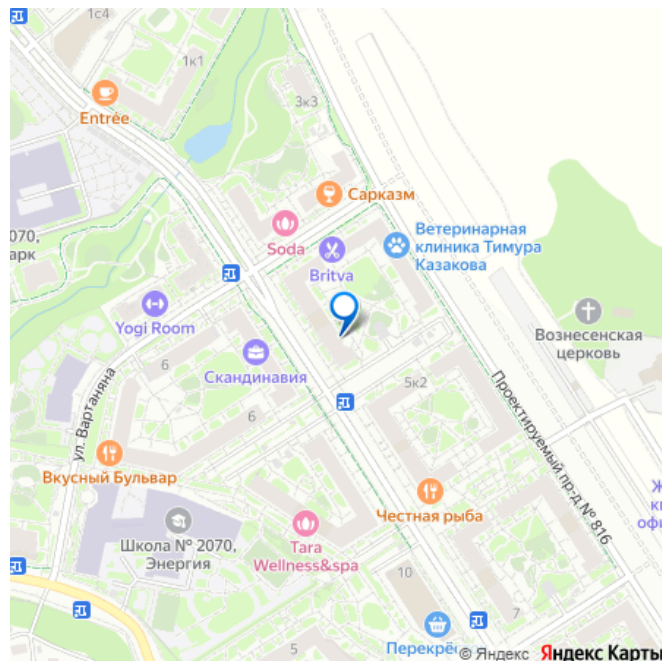 1с4
1к1
Entrée
3к3
Сарказм
2070,
арк
Soda
Ветеринарная
клиника Тимура
Казакова
Britva
Yogi Room
Вознесенская
церковь
6
Скандинавия
5к2
ул. Вартаняна
6
Проектируемый пр-д № 816
Вкусный Бульвар
Честная рыба
Школа № 2070,
Энергия
Tara
Wellness&spa
10
7
5
Перекрё
© Яндекс Яндекс Карты